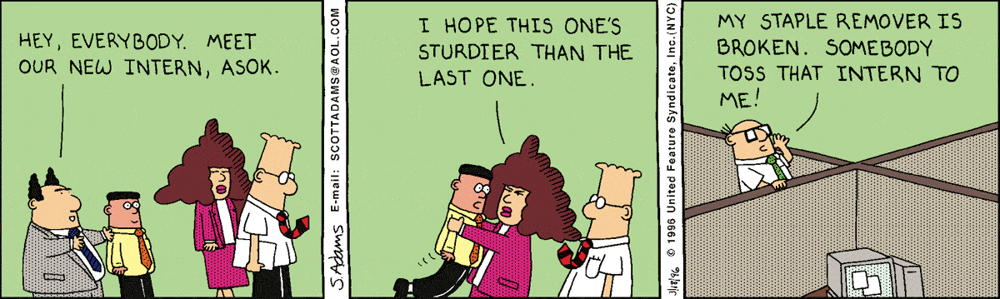 HEY, EVERYBODY. MEET
OUR NEW INTERN, ASOK.
S. Adams E-mail: SCOTTADAMS@AOL.COM
I HOPE THIS ONE'S
STURDIER THAN THE
LAST ONE.
3/18/96 © 1996 United Feature Syndicate, Inc.(NYC)
MY STAPLE REMOVER IS
BROKEN. SOMEBODY
TOSS THAT INTERN TO
ME!